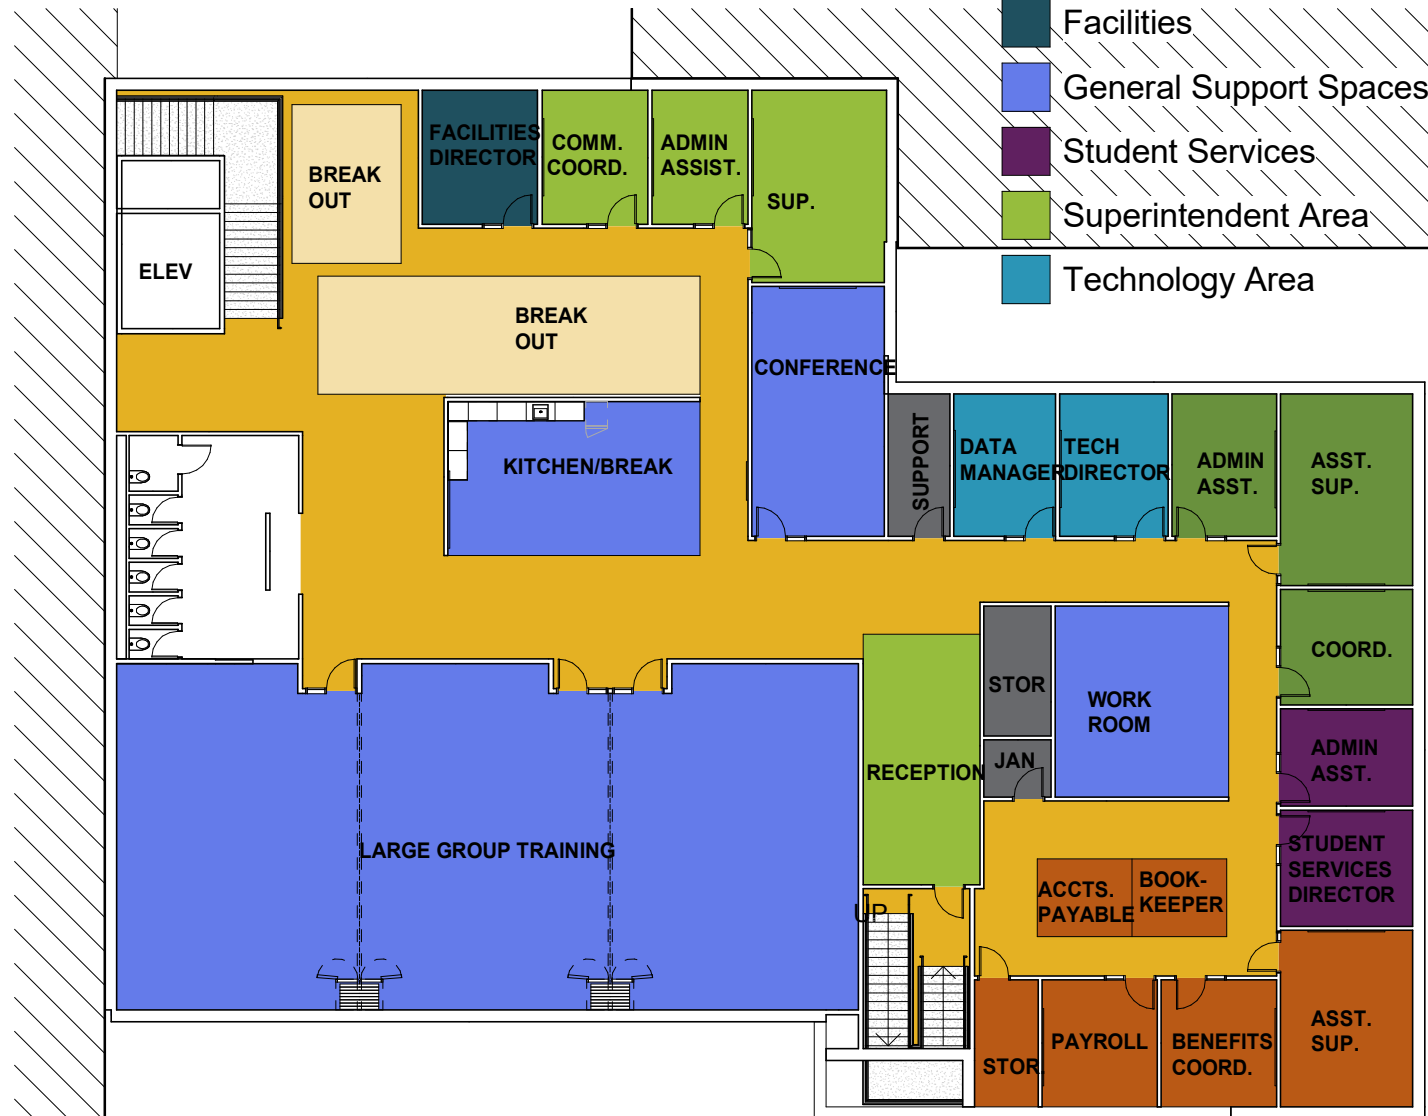 Facilities
General Support Spaces
Student Services
Superintendent Area
Technology Area
FACILITIES
DIRECTOR
COMM.
COORD.
ADMIN
ASSIST.
SUP.
BREAK
OUT
ELEV
BREAK
OUT
CONFERENCE
KITCHEN/BREAK
SUPPORT
DATA
MANAGER
TECH
DIRECTOR
ADMIN
ASST.
ASST.
SUP.
COORD.
STOR
WORK
ROOM
JAN
RECEPTION
ADMIN
ASST.
LARGE GROUP TRAINING
STUDENT
SERVICES
DIRECTOR
ACCTS.
PAYABLE
BOOK-
KEEPER
UP
STOR.
PAYROLL
BENEFITS
COORD.
ASST.
SUP.